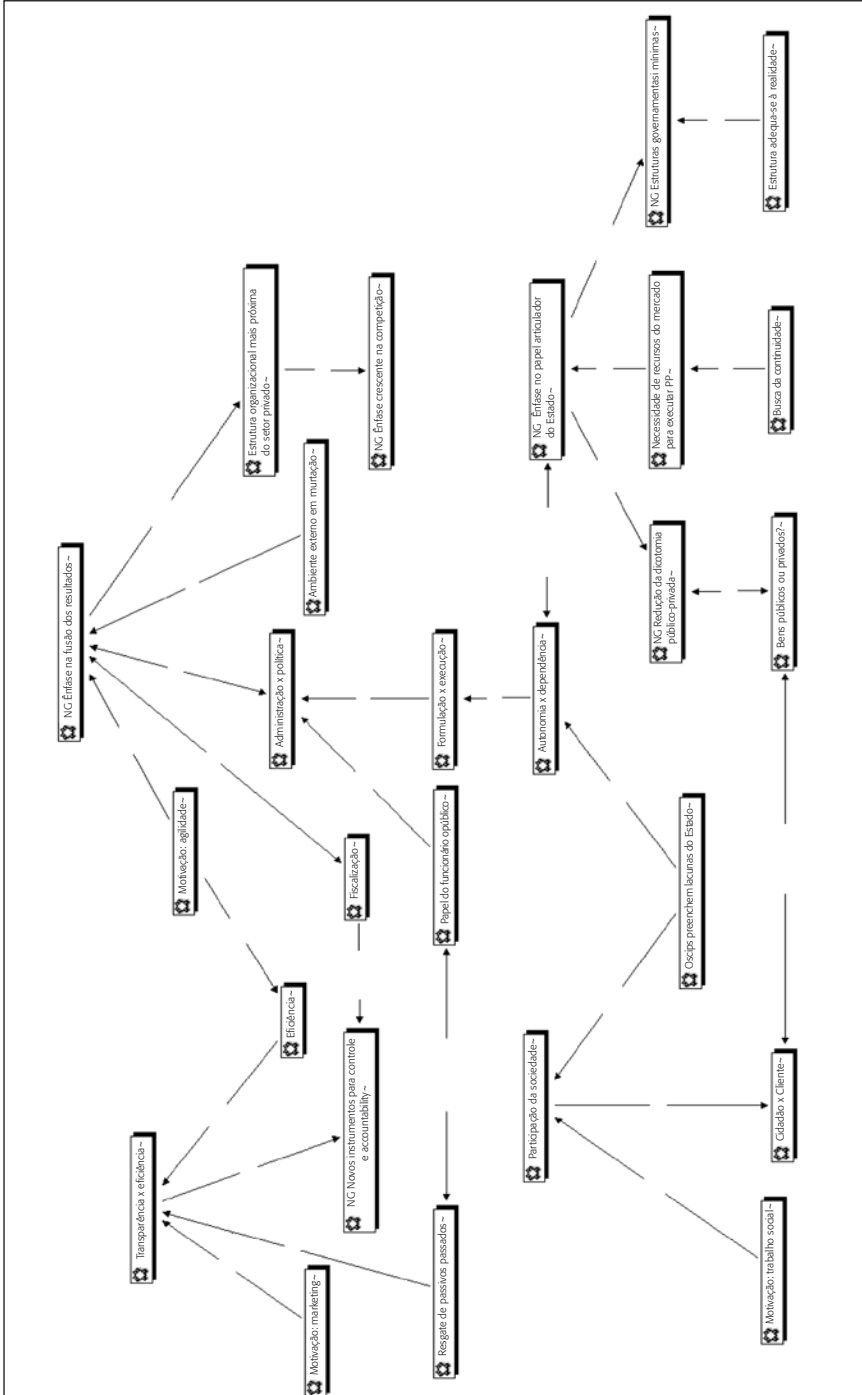 NG Ênfase na fusão dos resultados~
Transparência x eficiência~
Motivação: agilidade~
Estrutura organizacional mais próxima
do setor privado~
Eficiência~
Administração x política~
Ambiente externo em murtação~
Motivação: marketing~
NG Novos instrumentos para controle
e accountability~
Fiscalização~
NG Ênfase crescente na competição~
Resgate de passivos passados~
Papel do funcionário opúblico~
Formulação x execução~
Participação da sociedade~
Autonomia x dependência~
NG Ênfase no papel articulador
do Estado~
NG Estruturas governamentasi mínimas~
Oscips preenchem lacunas do Estado~
NG Redução da dicotomia
público-privada~
Necessidade de recursos do mercado
para executar PP~
Motivação: trabalho social~
Cidadão x Cliente~
Bens públicos ou privados?~
Busca da continuidade~
Estrutura adequa-se à realidade~